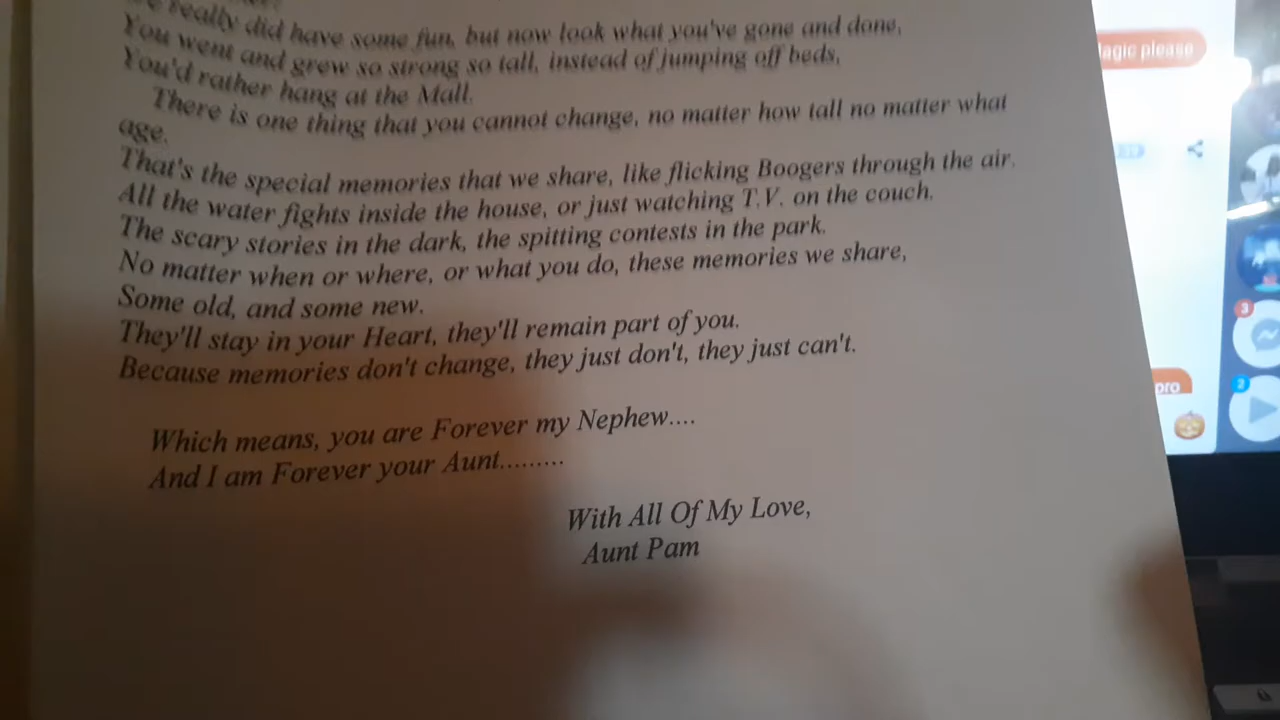 really did have some fun, but now look what you've gone and done,
You went and grew so strong so tall, instead of jumping off beds,
You'd rather hang at the Mall.
There is one thing that you cannot change, no matter how tall no matter what
age.
That's the special memories that we share, like flicking Boogers through the air.
All the water fights inside the house, or just watching T.V. on the couch.
The scary stories in the dark, the spitting contests in the park.
No matter when or where, or what you do, these memories we share,
Some old, and some new.
They'll stay in your Heart, they'll remain part of you.
Because memories don't change, they just don't, they just can't.
Which means, you are Forever my Nephew....
And I am Forever your Aunt.........
With All Of My Love,
Aunt Pam
please
3
pro
2